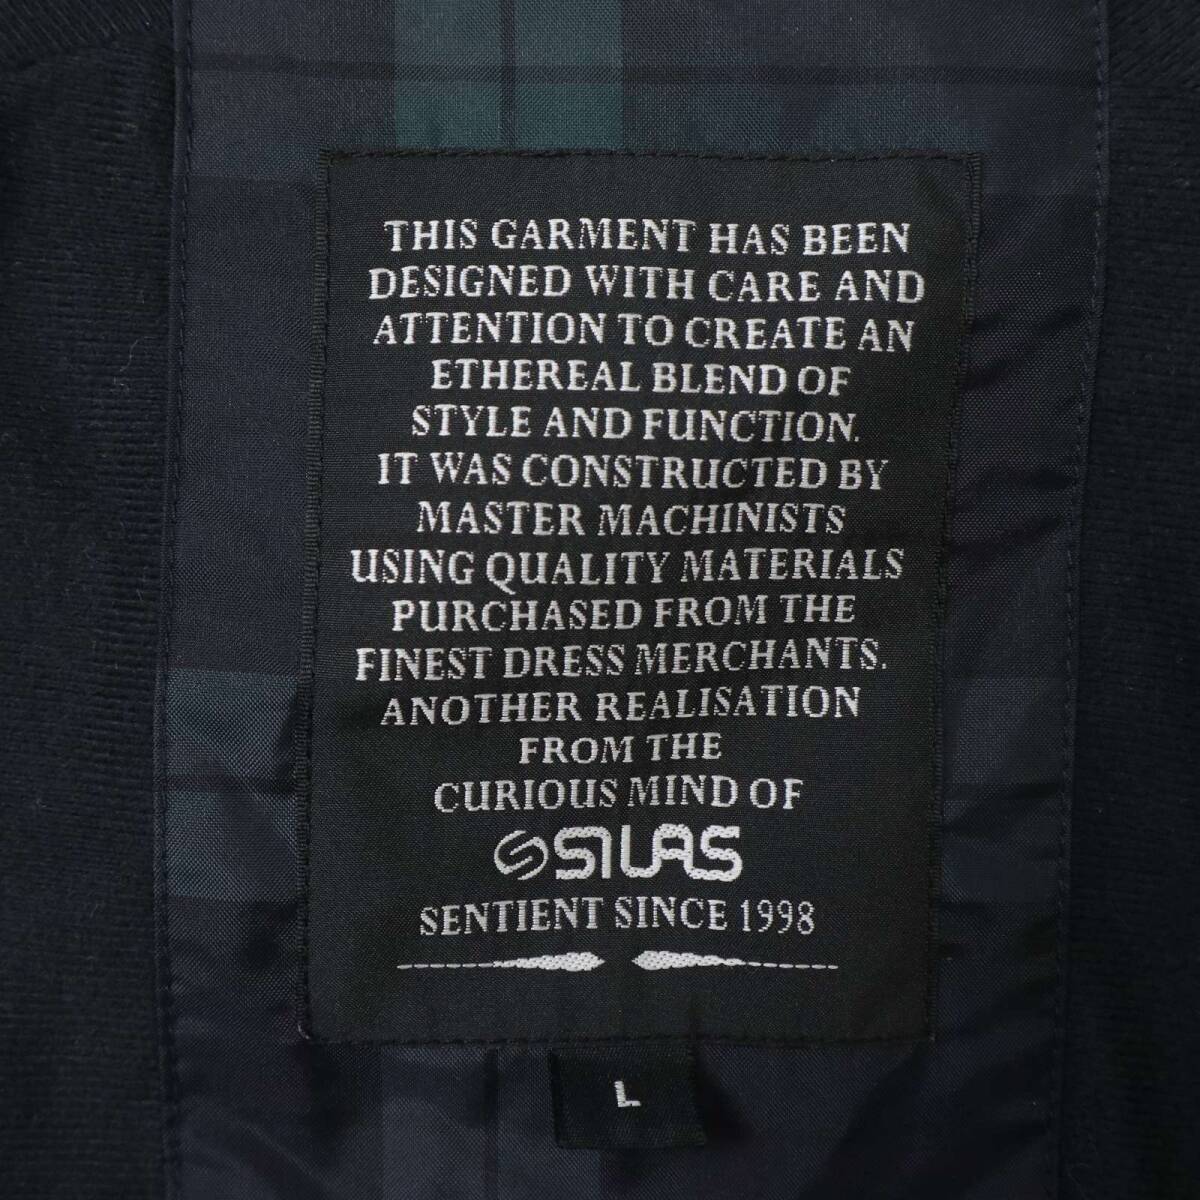 THIS GARMENT HAS BEEN
DESIGNED WITH CARE AND
ATTENTION TO CREATE AN
ETHEREAL BLEND OF
STYLE AND FUNCTION.
IT WAS CONSTRUCTED BY
MASTER MACHINISTS
USING QUALITY MATERIALS
PURCHASED FROM THE
FINEST DRESS MERCHANTS.
ANOTHER REALISATION
FROM THE
CURIOUS MIND OF
SILAS
SENTIENT SINCE 1998
L